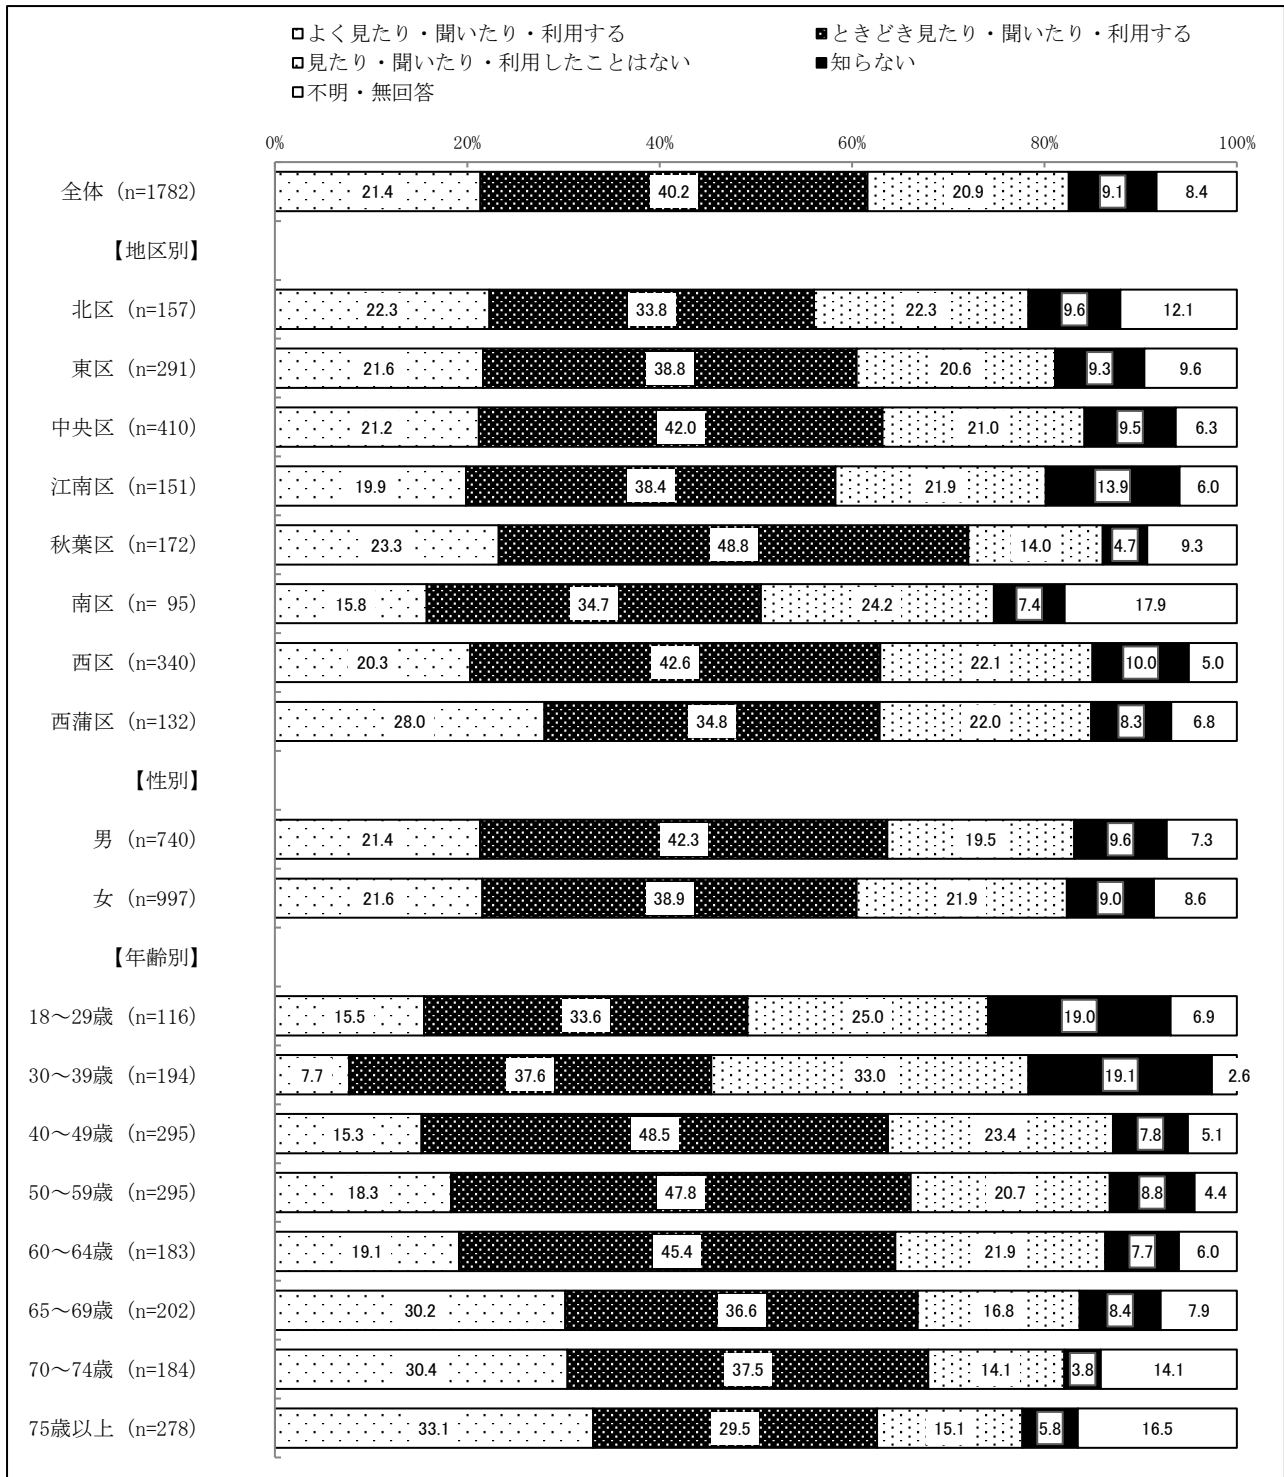 よく見たり・聞いたり・利用する ときどき見たり・聞いたり・利用する
見たり・聞いたり・利用したことはない 知らない
不明・無回答
0% 20% 40% 60% 80% 100%
全体 (n=1782) 21.4 40.2 20.9 9.1 8.4
【地区別】
北区 (n=157) 22.3 33.8 22.3 9.6 12.1
東区 (n=291) 21.6 38.8 20.6 9.3 9.6
中央区 (n=410) 21.2 42.0 21.0 9.5 6.3
江南区 (n=151) 19.9 38.4 21.9 13.9 6.0
秋葉区 (n=172) 23.3 48.8 14.0 4.7 9.3
南区 (n= 95) 15.8 34.7 24.2 7.4 17.9
西区 (n=340) 20.3 42.6 22.1 10.0 5.0
西蒲区 (n=132) 28.0 34.8 22.0 8.3 6.8
【性別】
男 (n=740) 21.4 42.3 19.5 9.6 7.3
女 (n=997) 21.6 38.9 21.9 9.0 8.6
【年齢別】
18～29歳 (n=116) 15.5 33.6 25.0 19.0 6.9
30～39歳 (n=194) 7.7 37.6 33.0 19.1 2.6
40～49歳 (n=295) 15.3 48.5 23.4 7.8 5.1
50～59歳 (n=295) 18.3 47.8 20.7 8.8 4.4
60～64歳 (n=183) 19.1 45.4 21.9 7.7 6.0
65～69歳 (n=202) 30.2 36.6 16.8 8.4 7.9
70～74歳 (n=184) 30.4 37.5 14.1 3.8 14.1
75歳以上 (n=278) 33.1 29.5 15.1 5.8 16.5